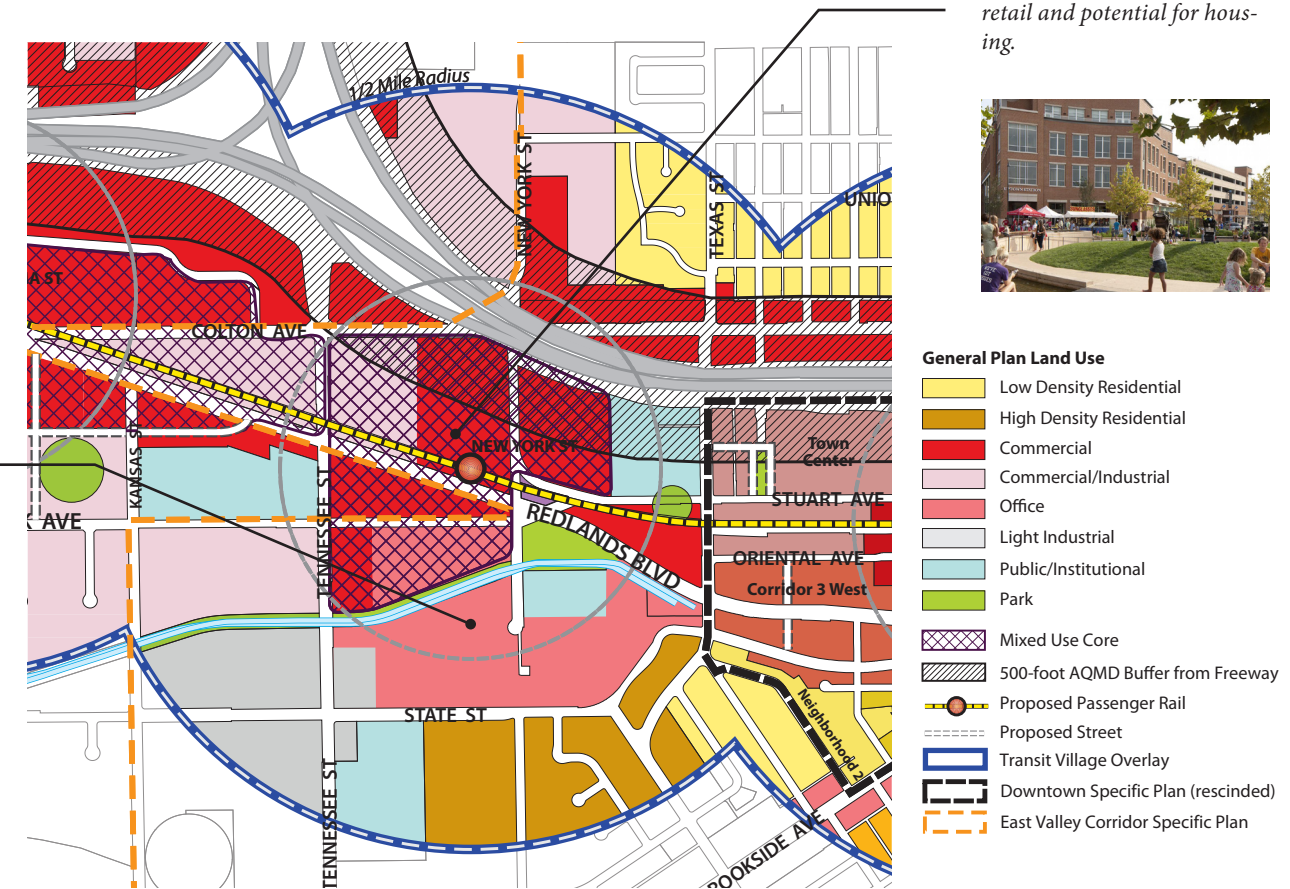 retail and potential for hous-
ing.
1/2 Mile Radius
NEW YORK ST
TEXAS ST
UNIO
A ST
COLTON AVE
KANSAS ST
NEW YORK ST.
Town
Center
STUART AVE
K AVE
TENNESSEE ST
REDLANDS BLVD
ORIENTAL AVE
Corridor 3 West
STATE ST
Neighborhood 2
TENNESSEE ST
OOKSIDE AVE
General Plan Land Use
Low Density Residential
High Density Residential
Commercial
Commercial/Industrial
Office
Light Industrial
Public/Institutional
Park
Mixed Use Core
500-foot AQMD Buffer from Freeway
Proposed Passenger Rail
Proposed Street
Transit Village Overlay
Downtown Specific Plan (rescinded)
East Valley Corridor Specific Plan